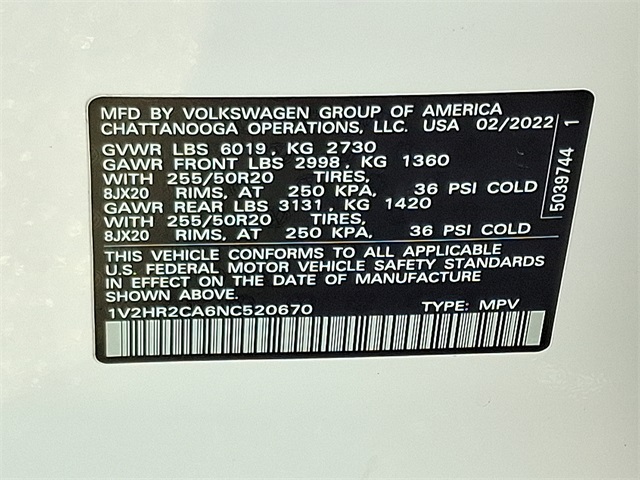 MFD BY VOLKSWAGEN GROUP OF AMERICA
CHATTANOOGA OPERATIONS, LLC. USA 02/2022
GVWR LBS 6019, KG 2730
GAWR FRONT LBS 2998, KG 1360
WITH 255/50R20 TIRES,
8JX20 RIMS, AT 250 KPA, 36 PSI COLD
GAWR REAR LBS 3131, KG 1420
WITH 255/50R20 TIRES,
8JX20 RIMS, AT 250 KPA, 36 PSI COLD
THIS VEHICLE CONFORMS TO ALL APPLICABLE
U.S. FEDERAL MOTOR VEHICLE SAFETY STANDARDS
IN EFFECT ON THE DATE OF MANUFACTURE
SHOWN ABOVE.
1V2HR2CA6NC520670 TYPE: MPV
5039744 1